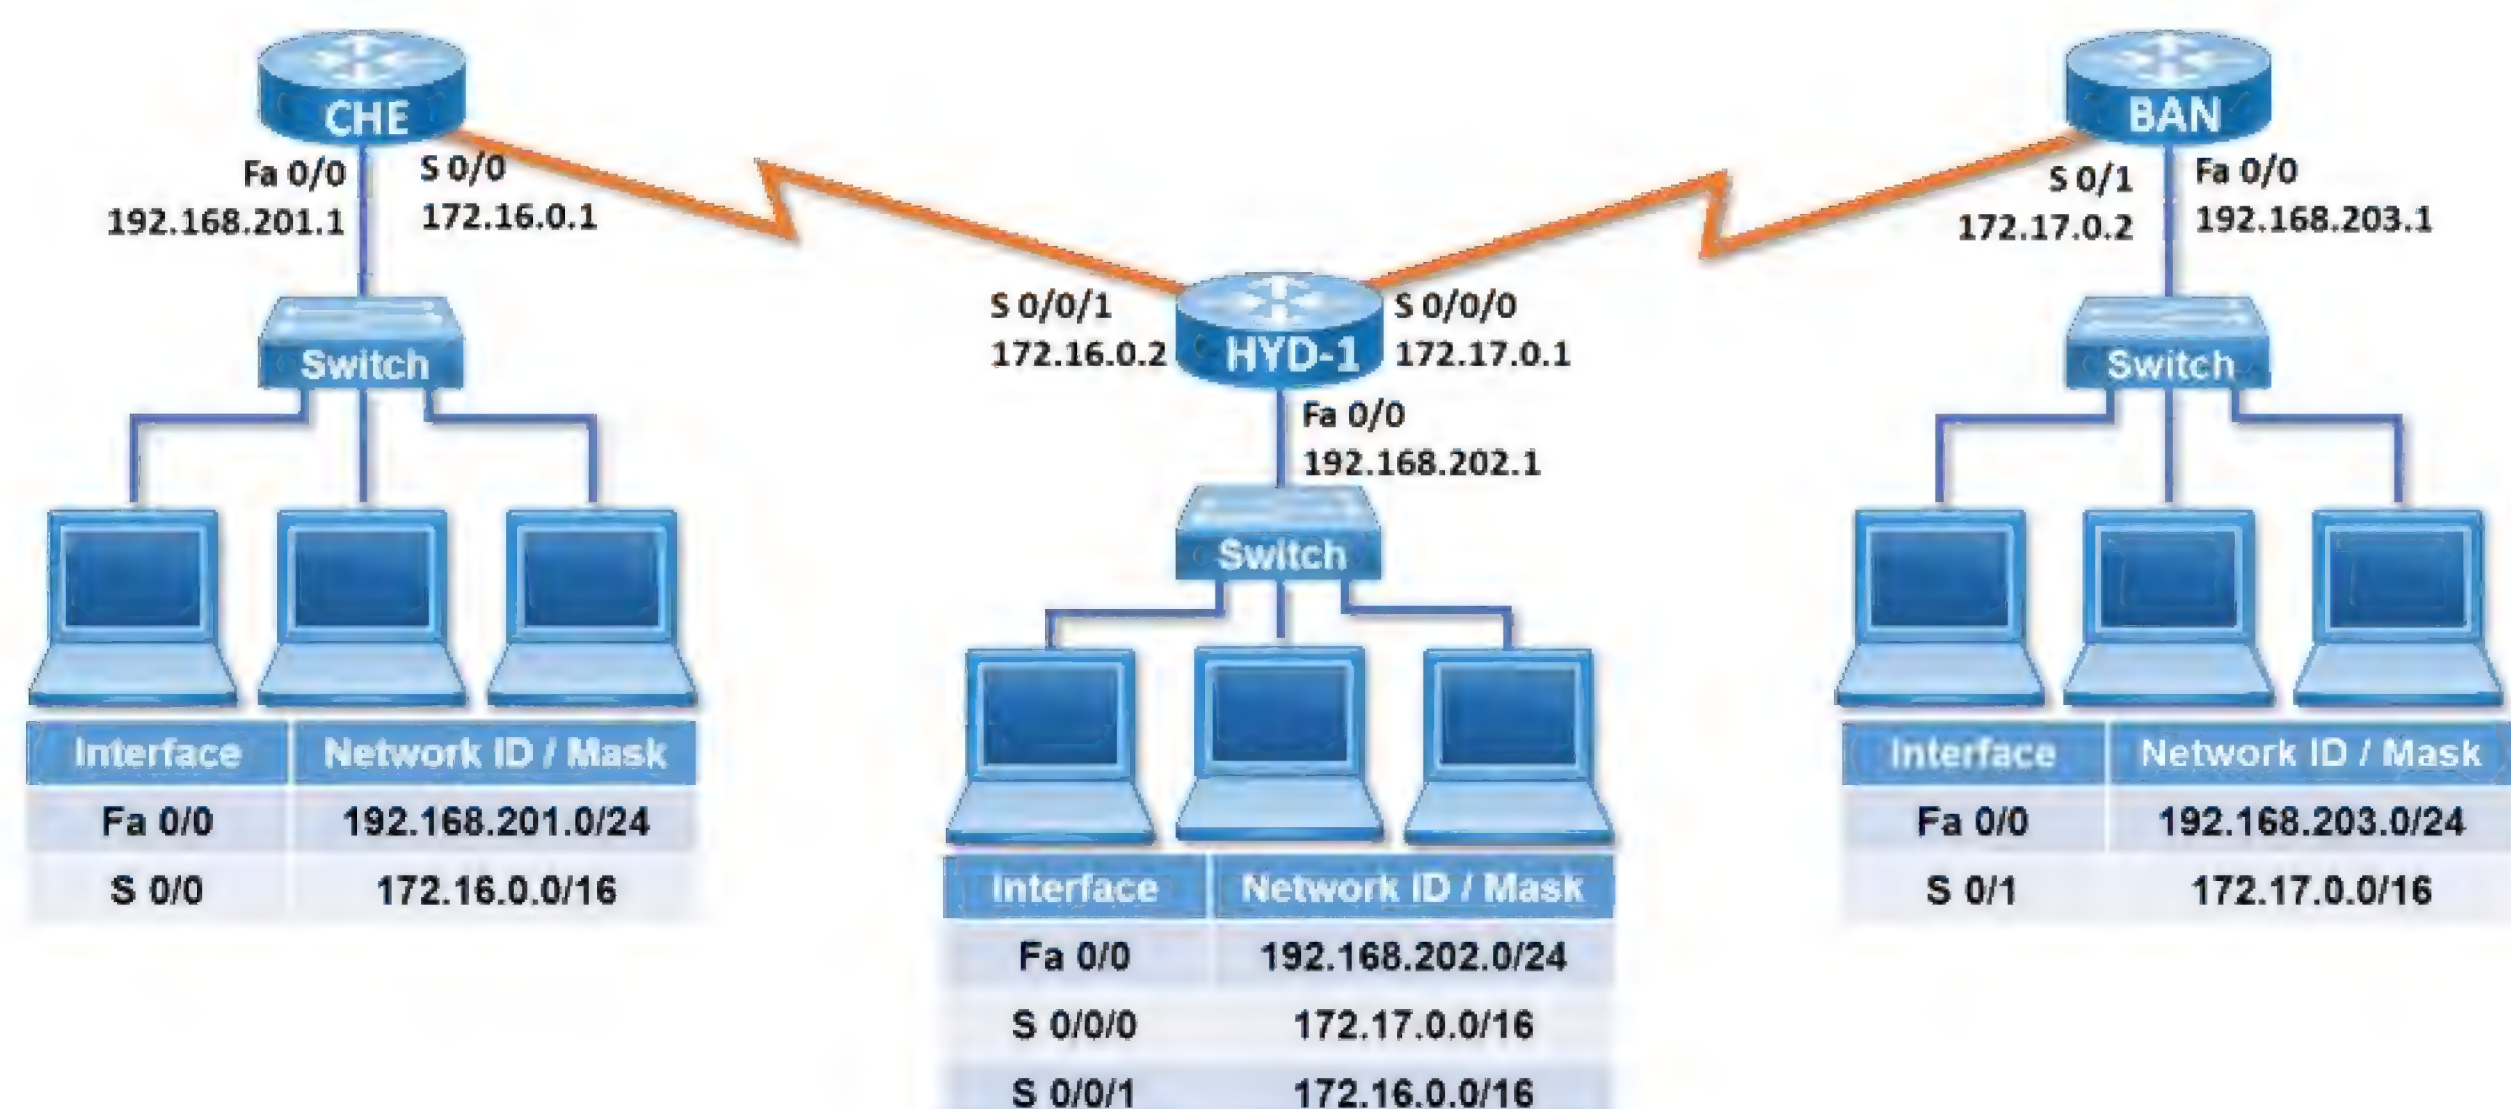 CHE
Fa 0/0
192.168.201.1
S 0/0
172.16.0.1
Switch
Interface Network ID / Mask
Fa 0/0 192.168.201.0/24
S 0/0 172.16.0.0/16
S 0/0/1
172.16.0.2
HYD-1
S 0/0/0
172.17.0.1
Fa 0/0
192.168.202.1
Switch
Interface Network ID / Mask
Fa 0/0 192.168.202.0/24
S 0/0/0 172.17.0.0/16
S 0/0/1 172.16.0.0/16
BAN
S 0/1
172.17.0.2
Fa 0/0
192.168.203.1
Switch
Interface Network ID / Mask
Fa 0/0 192.168.203.0/24
S 0/1 172.17.0.0/16